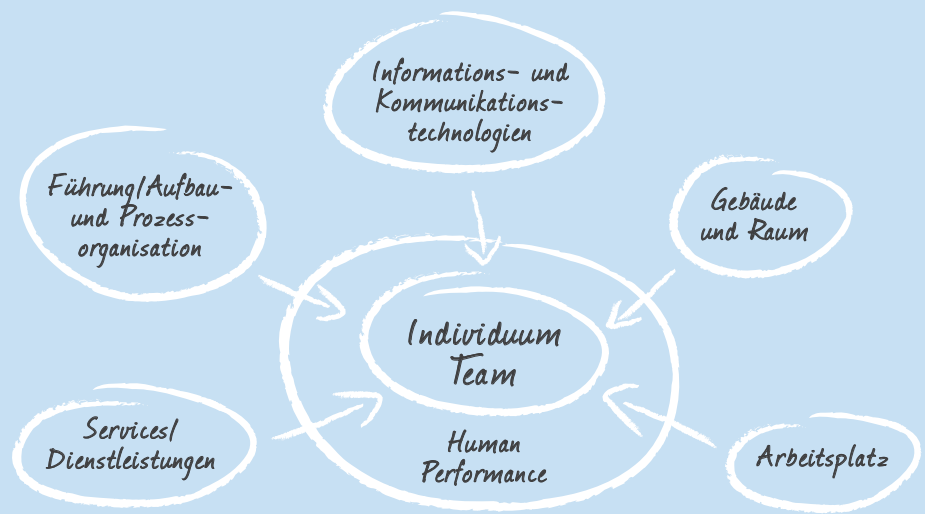 Informations- und
Kommunikations-
technologien
Führung/Aufbau-
und Prozess-
organisation
Gebäude
und Raum
Individuum
Team
Human
Performance
Services/
Dienstleistungen
Arbeitsplatz